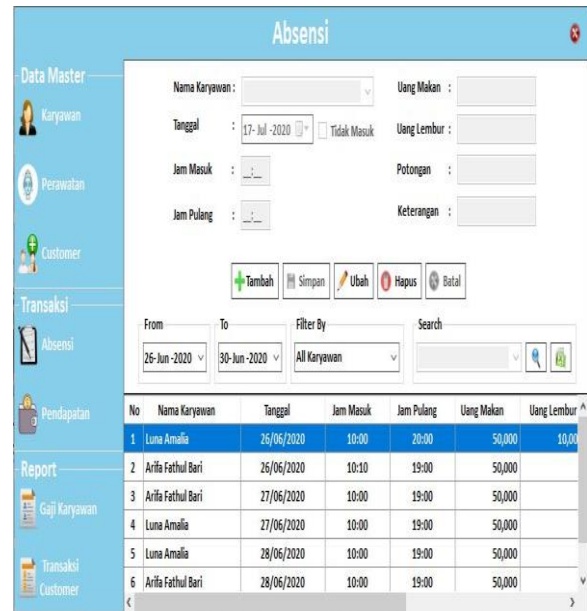 Absensi
Data Master
Karyawan
Perawatan
Customer
Transaksi
Absensi
Pendapatan
Report
Gaji Karyawan
Transaksi
Customer
Nama Karyawan :
Tanggal : 17- Jul -2020 Tidak Masuk
Jam Masuk : __:__
Jam Pulang : __:__
Uang Makan :
Uang Lembur :
Potongan :
Keterangan :
Tambah Simpan Ubah Hapus Batal
From To Filter By Search
26-Jun -2020 30-Jun -2020 All Karyawan
No Nama Karyawan Tanggal Jam Masuk Jam Pulang Uang Makan Uang Lembur
1 Luna Amalia 26/06/2020 10:00 20:00 50,000 10,00
2 Arifa Fathul Bari 26/06/2020 10:10 19:00 50,000
3 Arifa Fathul Bari 27/06/2020 10:00 19:00 50,000
4 Luna Amalia 27/06/2020 10:00 19:00 50,000
5 Luna Amalia 28/06/2020 10:00 19:00 50,000
6 Arifa Fathul Bari 28/06/2020 10:00 19:00 50,000